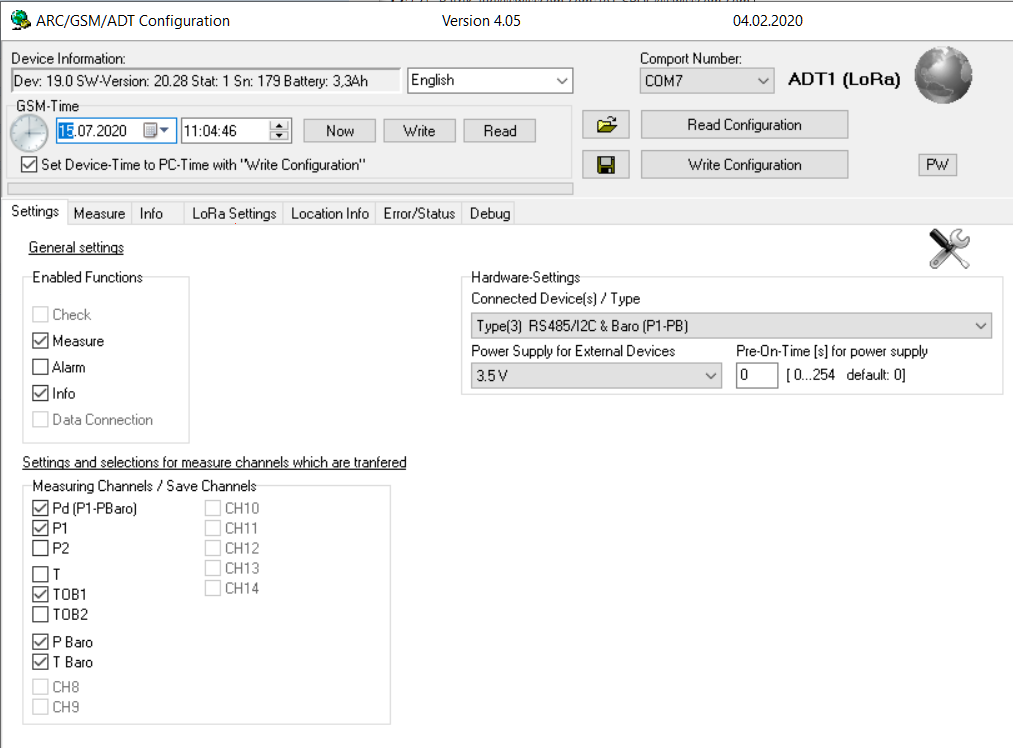 ARC/GSM/ADT Configuration Version 4.05 04.02.2020
Device Information:
Dev: 19.0 SW-Version: 20.28 Stat: 1 Sn: 179 Battery: 3,3Ah
English
Comport Number:
COM7
ADT1 (LoRa)
GSM-Time
15.07.2020 11:04:46 Now Write Read
Set Device-Time to PC-Time with "Write Configuration"
Read Configuration
Write Configuration
PW
Settings Measure Info LoRa Settings Location Info Error/Status Debug
General settings
Enabled Functions
Check
Measure
Alarm
Info
Data Connection
Hardware-Settings
Connected Device(s) / Type
Type(3) RS485/I2C & Baro (P1-PB)
Power Supply for External Devices Pre-On-Time [s] for power supply
3.5 V 0 [ 0...254 default: 0]
Settings and selections for measure channels which are tranfered
Measuring Channels / Save Channels
Pd (P1-PBaro)
P1
P2
T
TOB1
TOB2
P Baro
T Baro
CH8
CH9
CH10
CH11
CH12
CH13
CH14